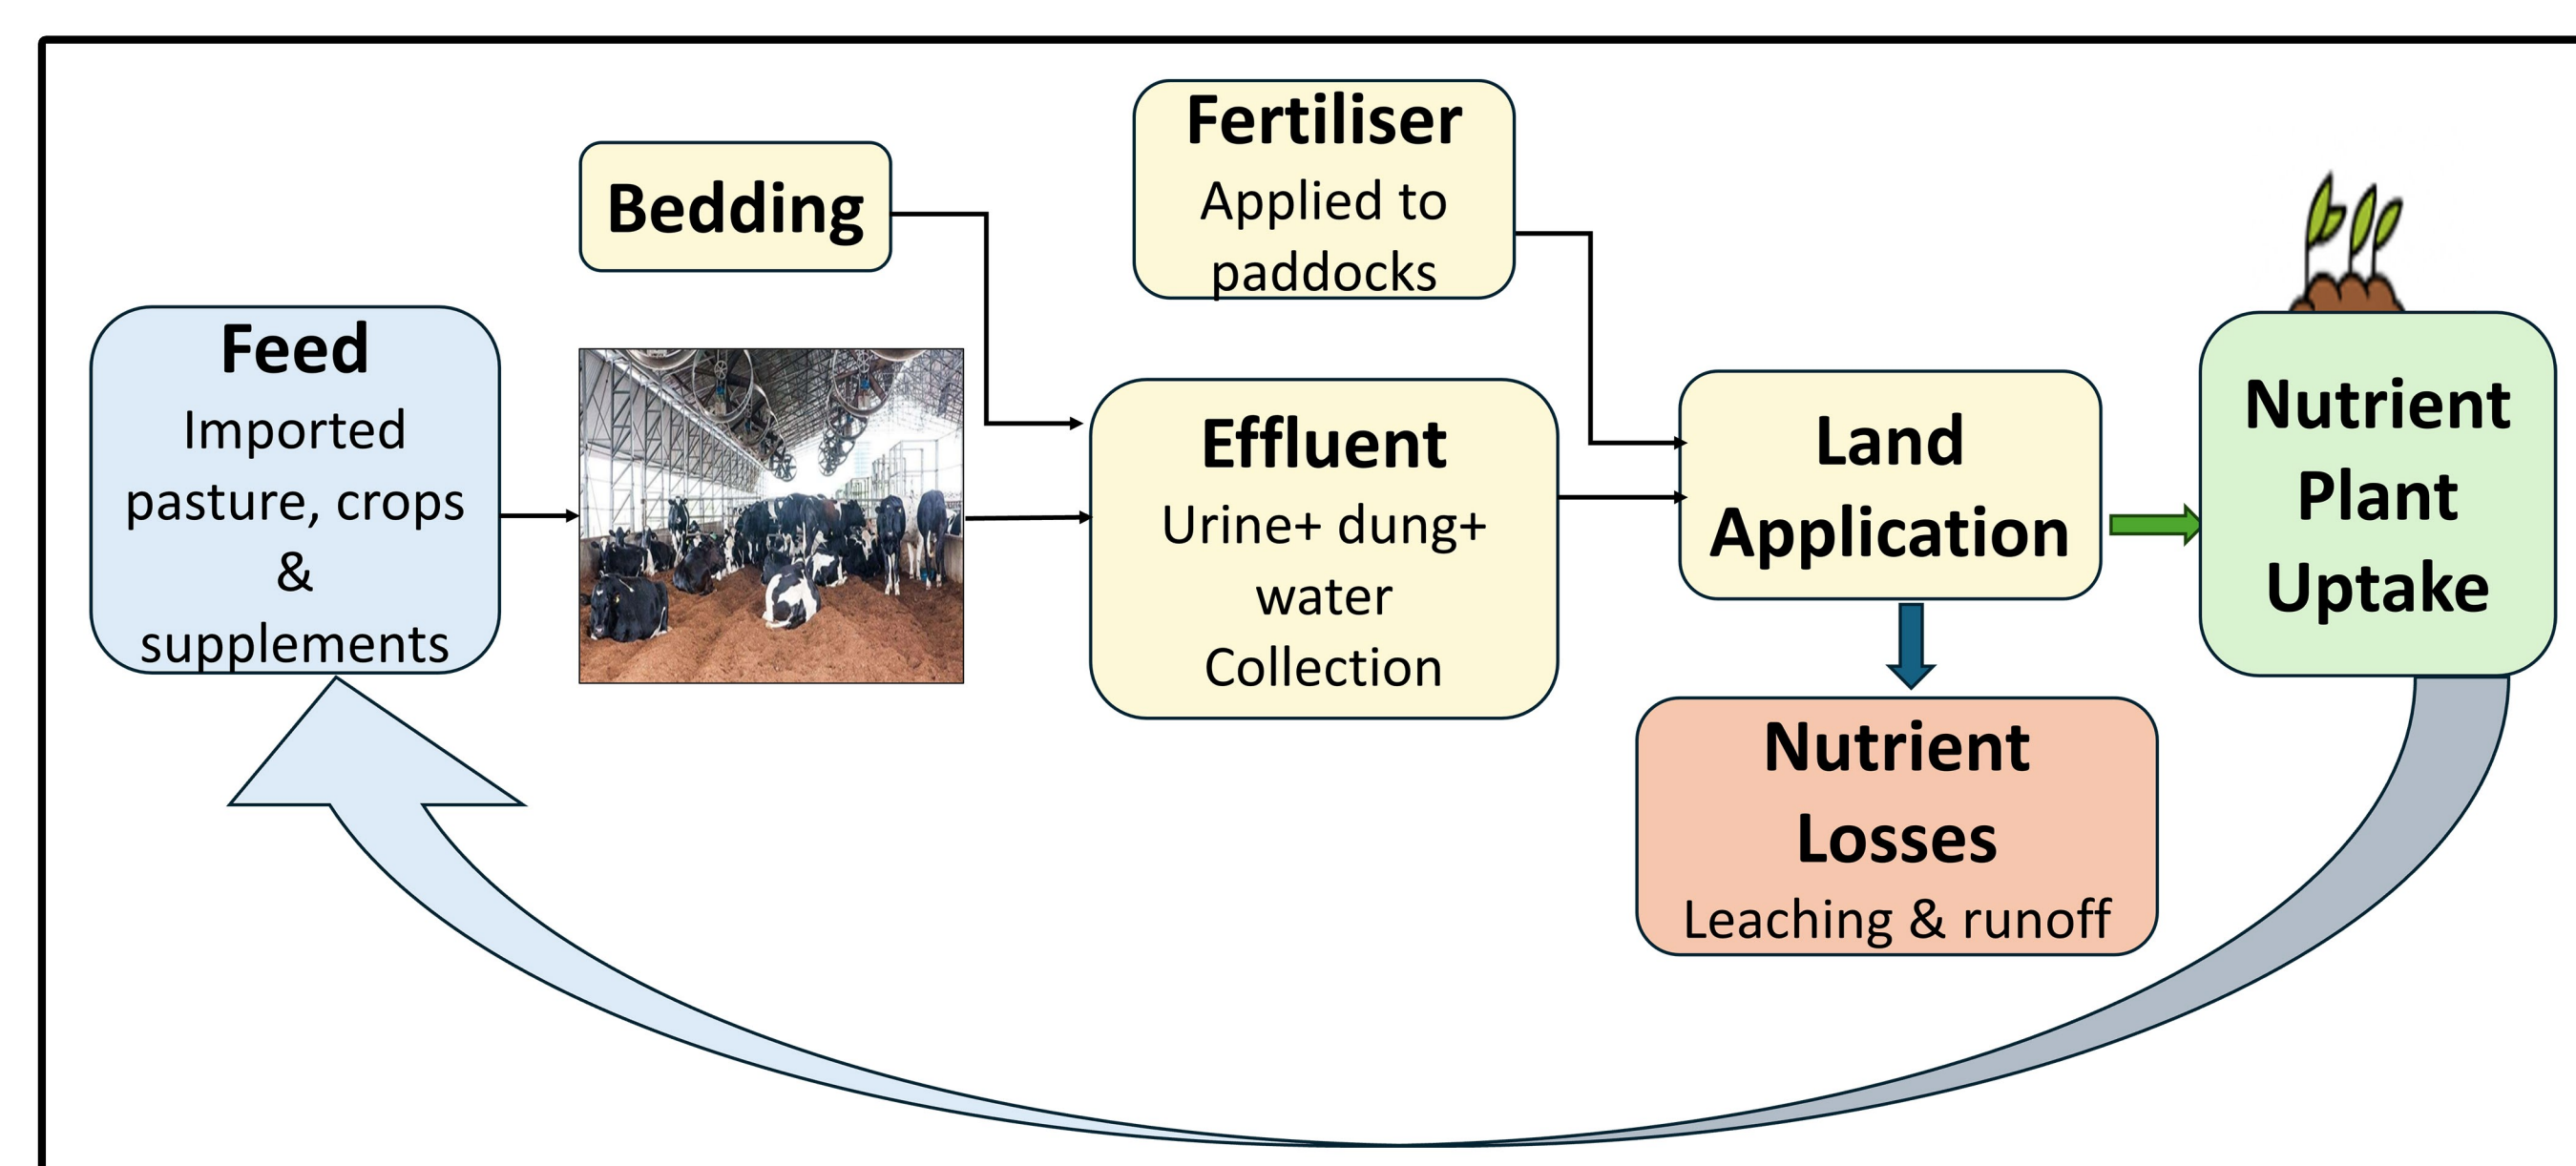 Feed
Imported
pasture, crops
&
supplements
Bedding
Fertiliser
Applied to
paddocks
Effluent
Urine+ dung+
water
Collection
Land
Application
Nutrient
Plant
Uptake
Nutrient
Losses
Leaching & runoff